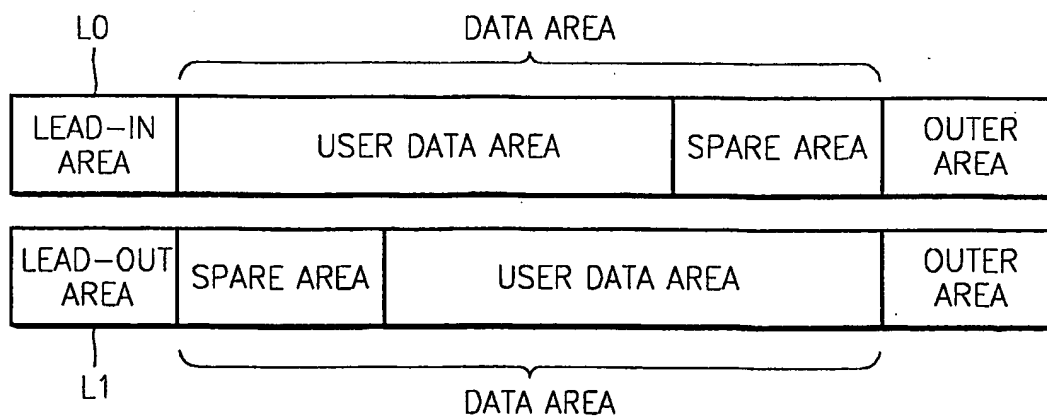 L0
DATA AREA
LEAD-IN
AREA
USER DATA AREA
SPARE AREA
OUTER
AREA
LEAD-OUT
AREA
SPARE AREA
USER DATA AREA
OUTER
AREA
L1
DATA AREA